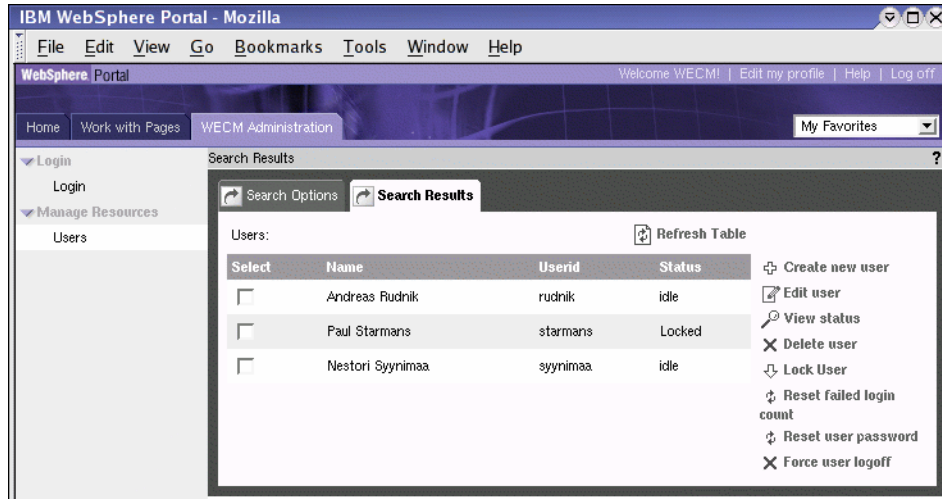 IBM WebSphere Portal - Mozilla
File Edit View Go Bookmarks Tools Window Help
WebSphere. Portal
Welcome WECM! | Edit my profile | Help | Log off
Home Work with Pages WECM Administration
My Favorites
Login
Login
Manage Resources
Users
Search Results
?
Search Options Search Results
Users:
Refresh Table
Select Name Userid Status
Andreas Rudnik rudnik idle
Paul Starmans starmans Locked
Nestori Syynimaa syynimaa idle
Create new user
Edit user
View status
Delete user
Lock User
Reset failed login
count
Reset user password
Force user logoff